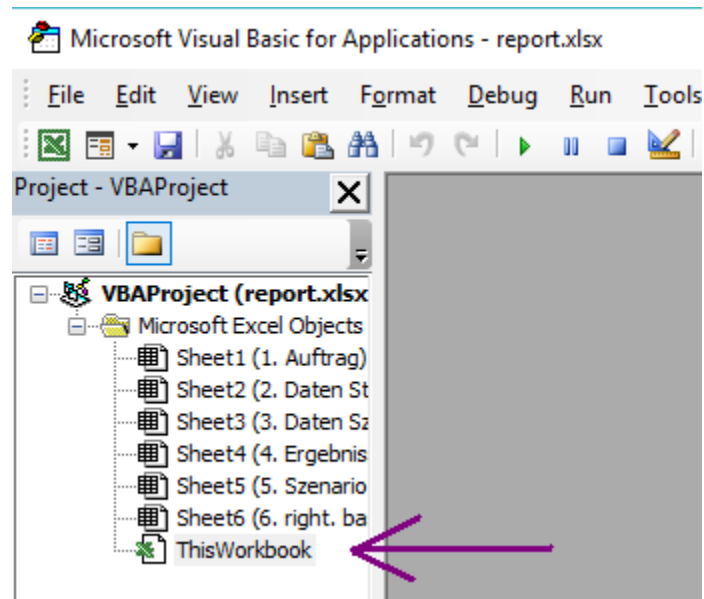 Microsoft Visual Basic for Applications - report.xlsx
File Edit View Insert Format Debug Run Tools
Project - VBAProject
VBAProject (report.xlsx
Microsoft Excel Objects
Sheet1 (1. Auftrag)
Sheet2 (2. Daten St
Sheet3 (3. Daten Sz
Sheet4 (4. Ergebnis
Sheet5 (5. Szenario
Sheet6 (6. right. ba
ThisWorkbook